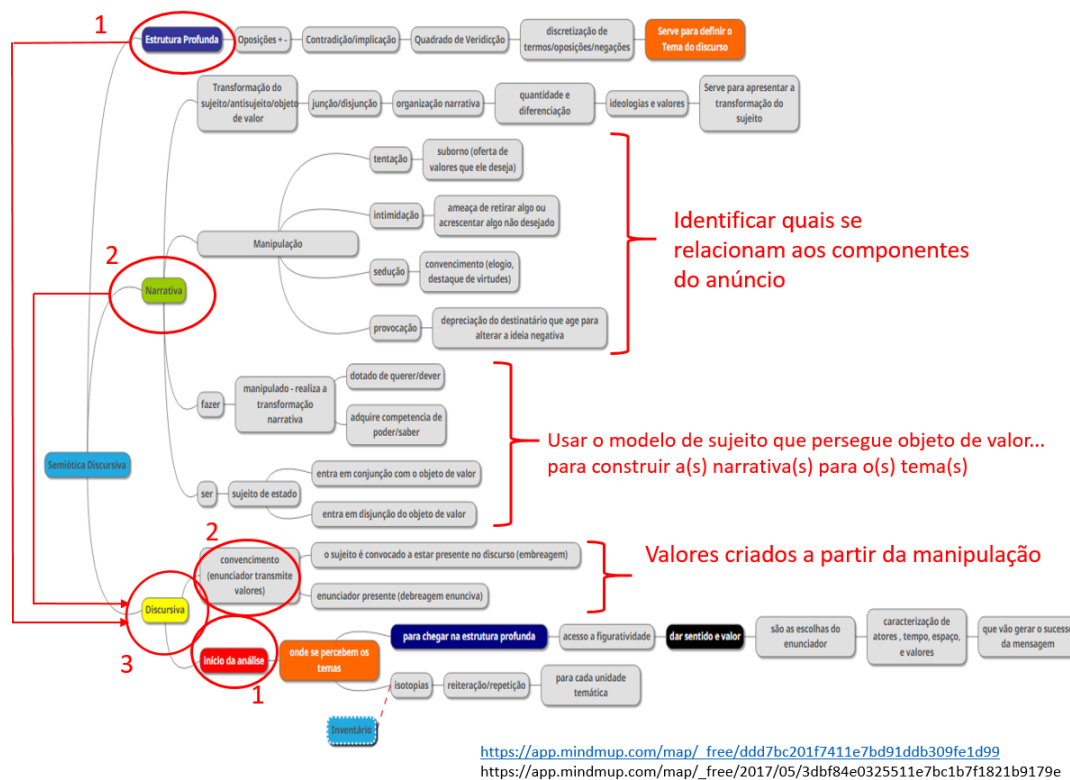 1
Estrutura Profunda
Oposições + -
Contradição/implicação
Quadrado de Veridicção
discretização de
termos/oposições/negações
Serve para definir o
Tema do discurso
Transformação do
sujeito/antisujeito/objeto
de valor
junção/disjunção
organização narrativa
quantidade e
diferenciação
ideologias e valores
Serve para apresentar a
transformação do
sujeito
tentação
suborno (oferta de
valores que ele deseja)
intimidação
ameaça de retirar algo ou
acrescentar algo não desejado
Manipulação
sedução
convencimento (elogio,
destaque de virtudes)
provocação
depreciação do destinatário que age para
alterar a ideia negativa
Identificar quais se
relacionam aos componentes
do anúncio
2
Narrativa
fazer
manipulado - realiza a
transformação
narrativa
dotado de querer/dever
adquire competencia de
poder/saber
Usar o modelo de sujeito que persegue objeto de valor...
para construir a(s) narrativa(s) para o(s) tema(s)
Semiótica Discursiva
ser
sujeito de estado
entra em conjunção com o objeto de valor
entra em disjunção do objeto de valor
2
convencimento
(enunciador transmite
valores)
o sujeito é convocado a estar presente no discurso (embreagem)
enunciador presente (debreagem enunciva)
Valores criados a partir da manipulação
Discursiva
3
início da análise
1
onde se percebem os
temas
para chegar na estrutura profunda
acesso a figuratividade
dar sentido e valor
são as escolhas do
enunciador
caracterização de
atores , tempo, espaço,
e valores
que vão gerar o sucesso
da mensagem
isotopias
reiteração/repetição
para cada unidade
temática
Inventário
https://app.mindmup.com/map/_free/ddd7bc201f7411e7bd91ddb309fe1d99
https://app.mindmup.com/map/_free/2017/05/3dbf84e0325511e7bc1b7f1821b9179e